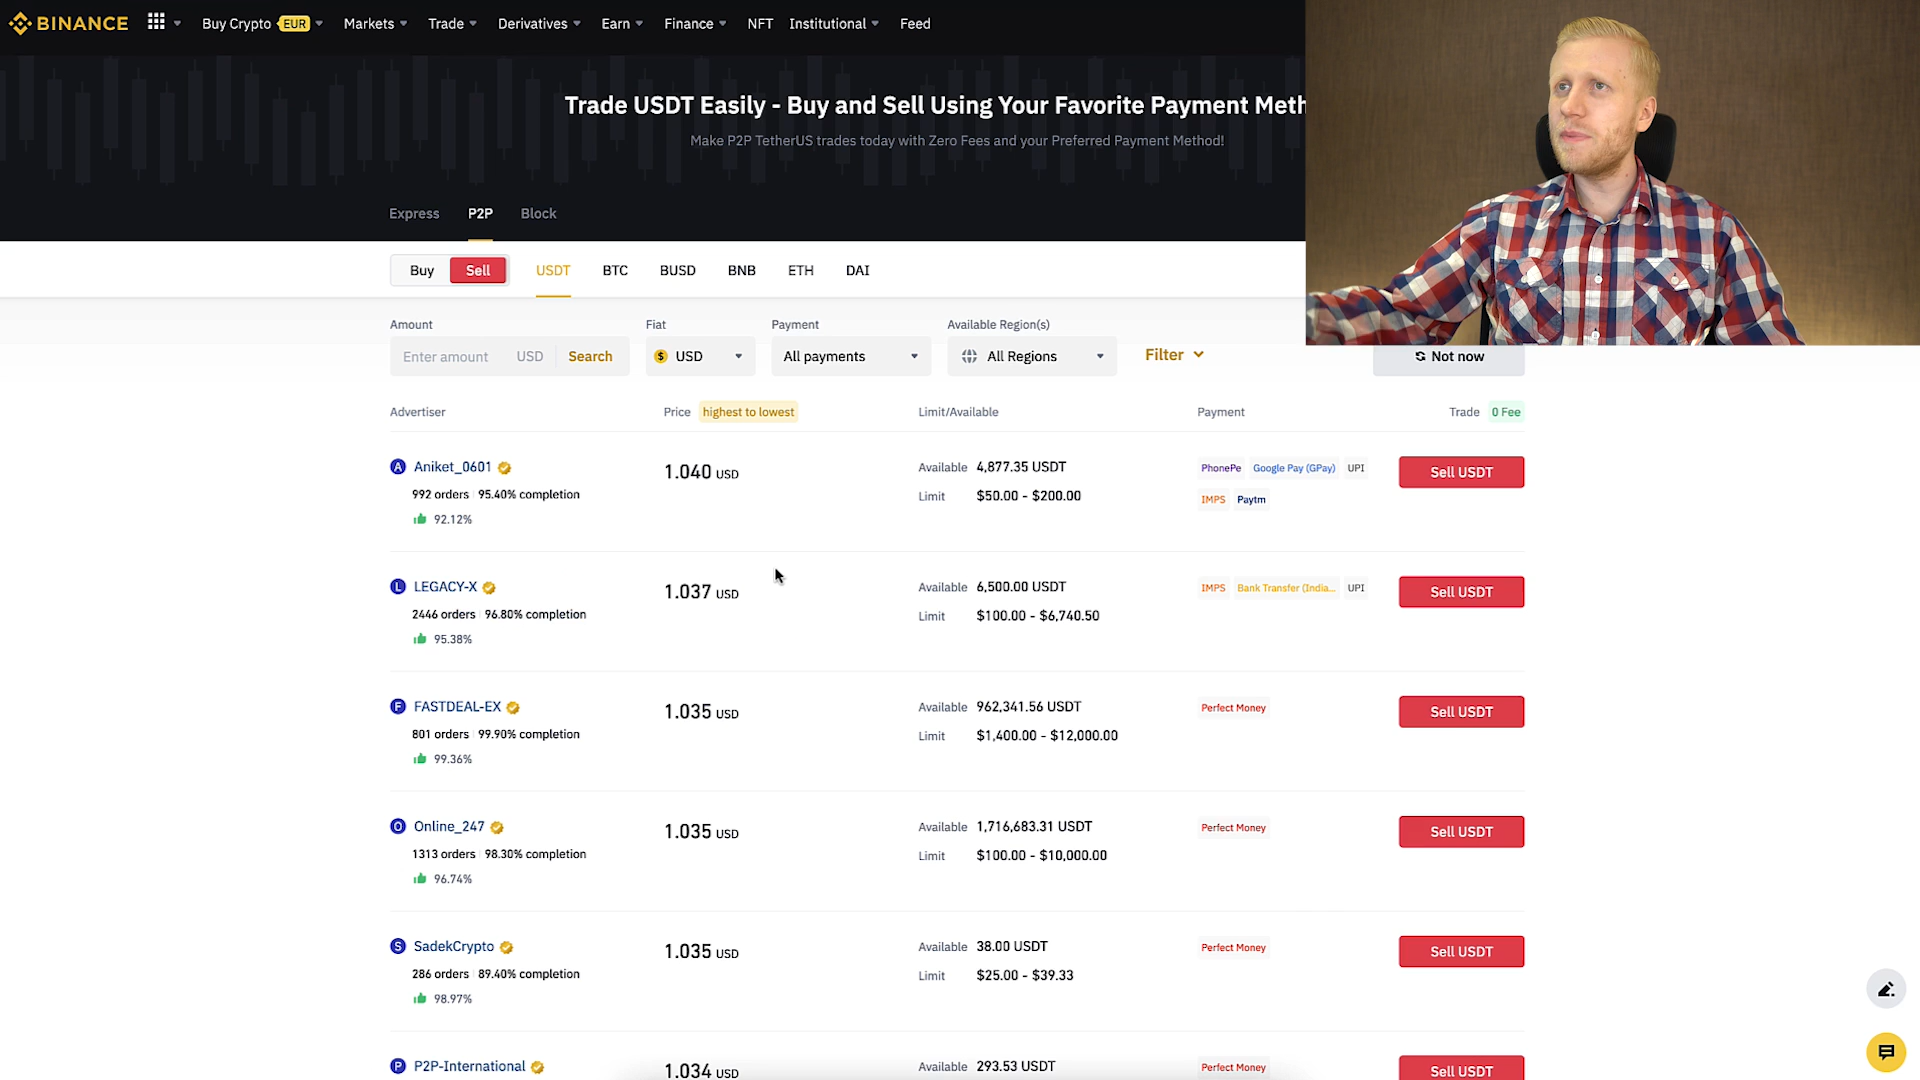 BINANCE Buy Crypto EUR Markets Trade Derivatives Earn Finance NFT Institutional Feed
Trade USDT Easily - Buy and Sell Using Your Favorite Payment Meth
Make P2P TetherUS trades today with Zero Fees and your Preferred Payment Method!
Express P2P Block
Buy Sell USDT BTC BUSD BNB ETH DAI
Amount Fiat Payment Available Region(s)
Enter amount USD Search $ USD All payments All Regions Filter Not now
Advertiser Price highest to lowest Limit/Available Payment Trade 0 Fee
A Aniket_0601 1.040 USD Available 4,877.35 USDT PhonePe Google Pay (GPay) UPI Sell USDT
992 orders 95.40% completion Limit $50.00 - $200.00 IMPS Paytm
92.12%
L LEGACY-X 1.037 USD Available 6,500.00 USDT IMPS Bank Transfer (India... UPI Sell USDT
2446 orders 96.80% completion Limit $100.00 - $6,740.50
95.38%
F FASTDEAL-EX 1.035 USD Available 962,341.56 USDT Perfect Money Sell USDT
801 orders 99.90% completion Limit $1,400.00 - $12,000.00
99.36%
O Online_247 1.035 USD Available 1,716,683.31 USDT Perfect Money Sell USDT
1313 orders 98.30% completion Limit $100.00 - $10,000.00
96.74%
S SadekCrypto 1.035 USD Available 38.00 USDT Perfect Money Sell USDT
286 orders 89.40% completion Limit $25.00 - $39.33
98.97%
P P2P-International 1.034 USD Available 293.53 USDT Perfect Money Sell USDT